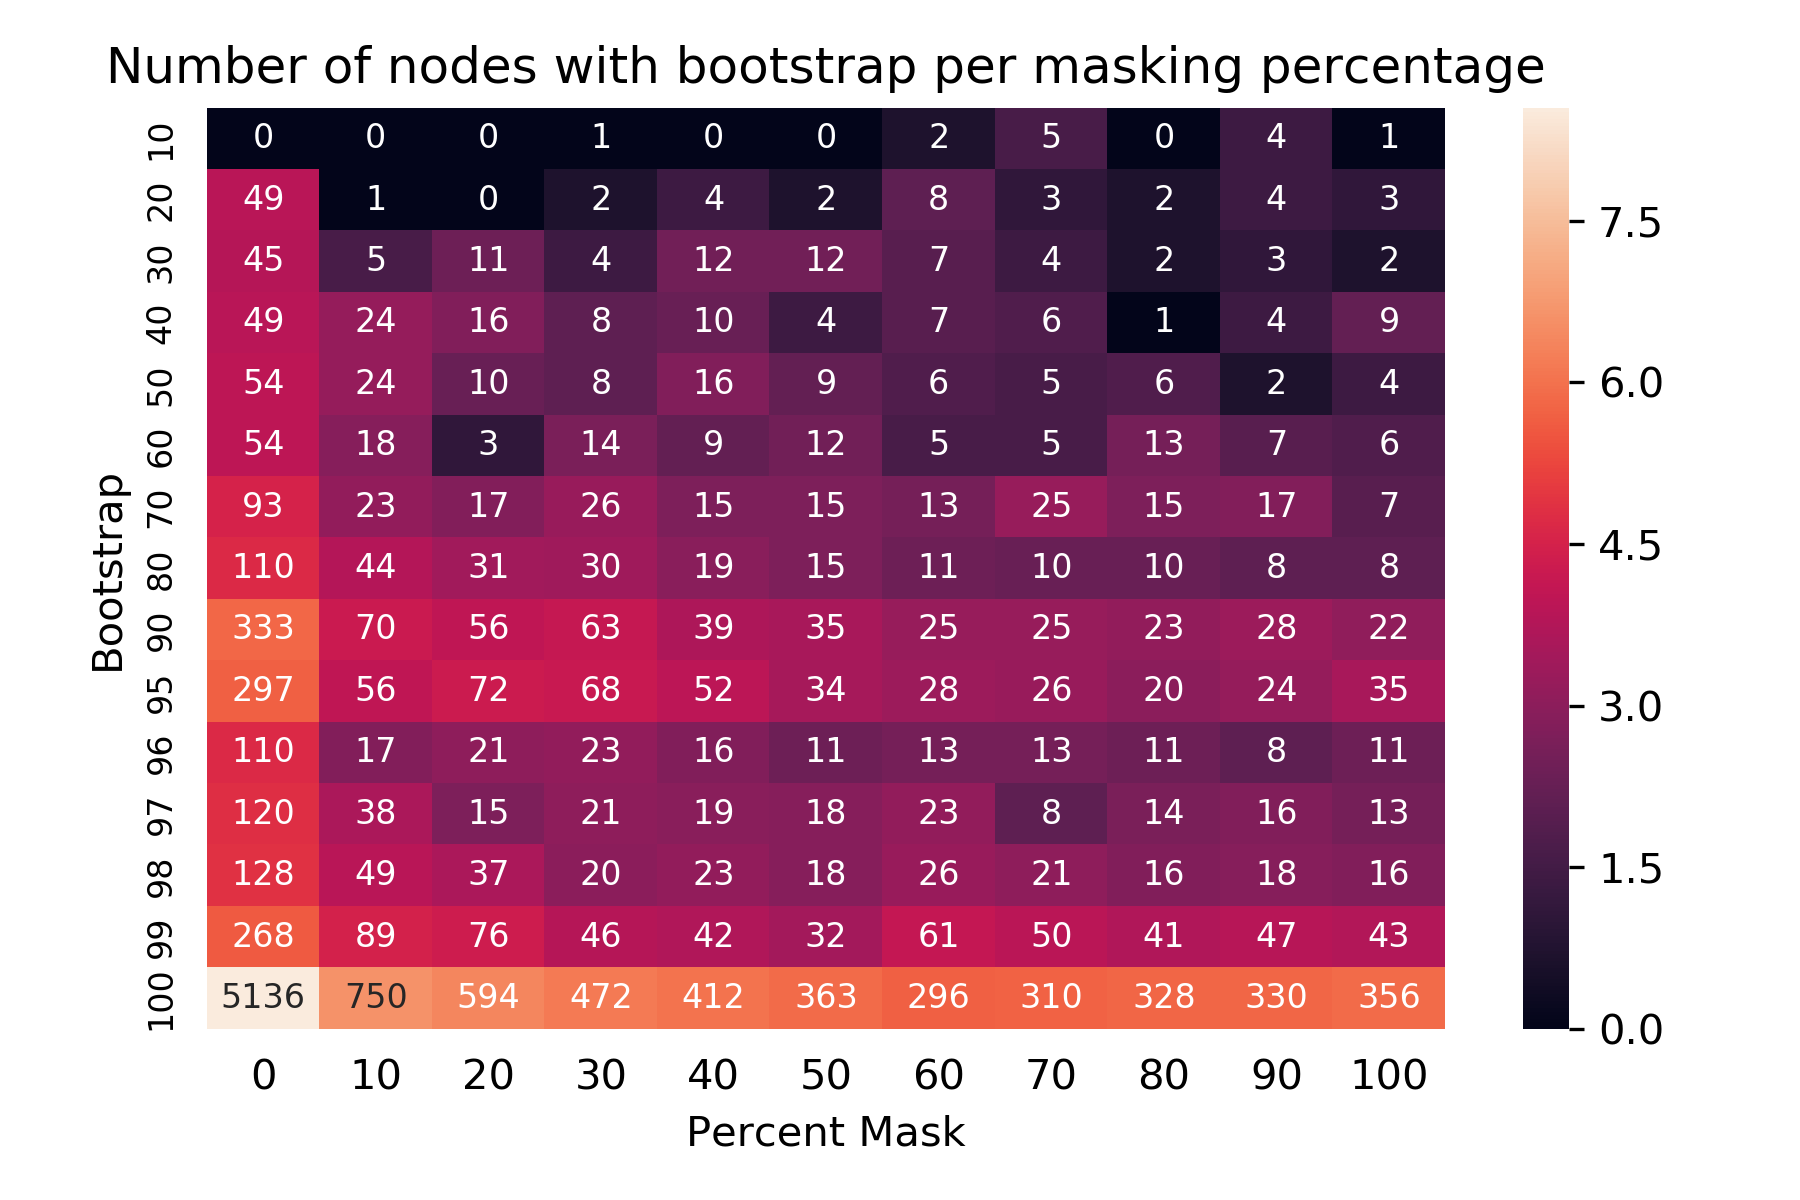 Number of nodes with bootstrap per masking percentage
10 0 0 0 1 0 0 2 5 0 4 1
20 49 1 0 2 4 2 8 3 2 4 3
30 45 5 11 4 12 12 7 4 2 3 2
40 49 24 16 8 10 4 7 6 1 4 9
50 54 24 10 8 16 9 6 5 6 2 4
60 54 18 3 14 9 12 5 5 13 7 6
70 93 23 17 26 15 15 13 25 15 17 7
80 110 44 31 30 19 15 11 10 10 8 8
90 333 70 56 63 39 35 25 25 23 28 22
95 297 56 72 68 52 34 28 26 20 24 35
96 110 17 21 23 16 11 13 13 11 8 11
97 120 38 15 21 19 18 23 8 14 16 13
98 128 49 37 20 23 18 26 21 16 18 16
99 268 89 76 46 42 32 61 50 41 47 43
100 5136 750 594 472 412 363 296 310 328 330 356
0 10 20 30 40 50 60 70 80 90 100
Percent Mask
Bootstrap
7.5
6.0
4.5
3.0
1.5
0.0